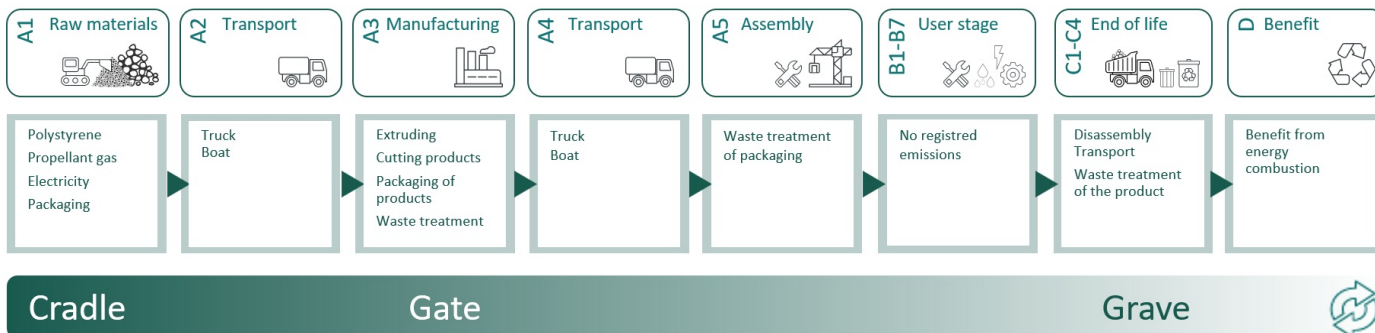 A1 Raw materials
A2 Transport
A3 Manufacturing
A4 Transport
A5 Assembly
B1-B7 User stage
C1-C4 End of life
D Benefit
Polystyrene
Propellant gas
Electricity
Packaging
Truck
Boat
Extruding
Cutting products
Packaging of
products
Waste treatment
Truck
Boat
Waste treatment
of packaging
No registred
emissions
Disassembly
Transport
Waste treatment
of the product
Benefit from
energy
combustion
Cradle
Gate
Grave